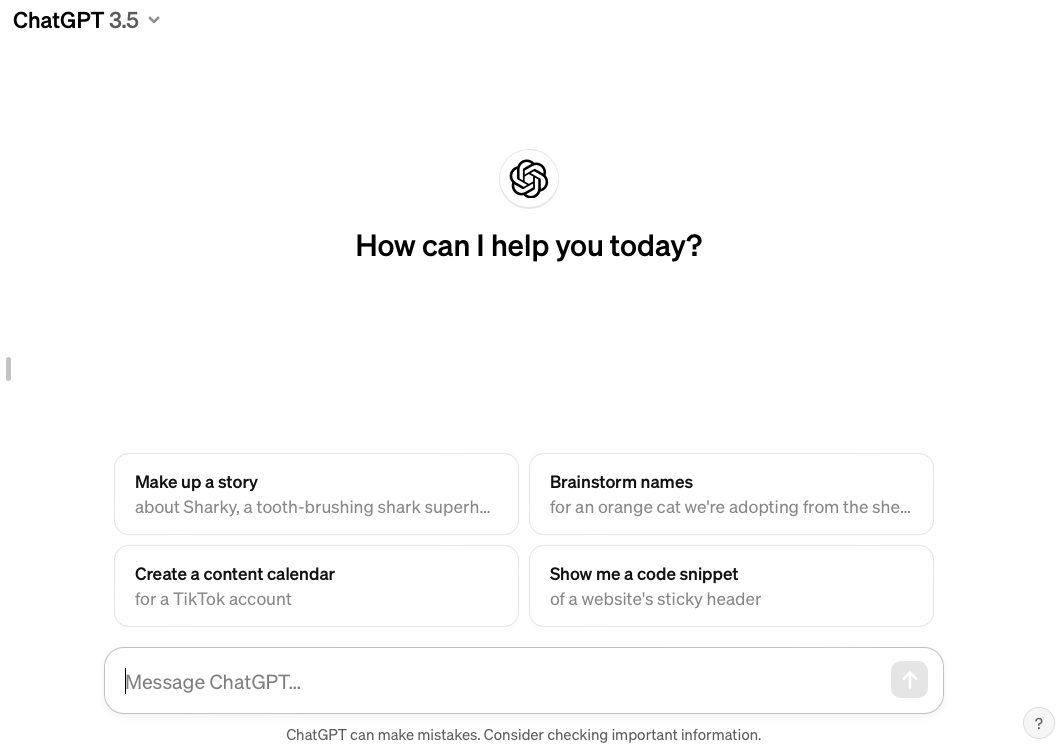 ChatGPT 3.5
How can I help you today?
Make up a story
about Sharky, a tooth-brushing shark superh...
Brainstorm names
for an orange cat we're adopting from the she...
Create a content calendar
for a TikTok account
Show me a code snippet
of a website's sticky header
Message ChatGPT...
ChatGPT can make mistakes. Consider checking important information.
?